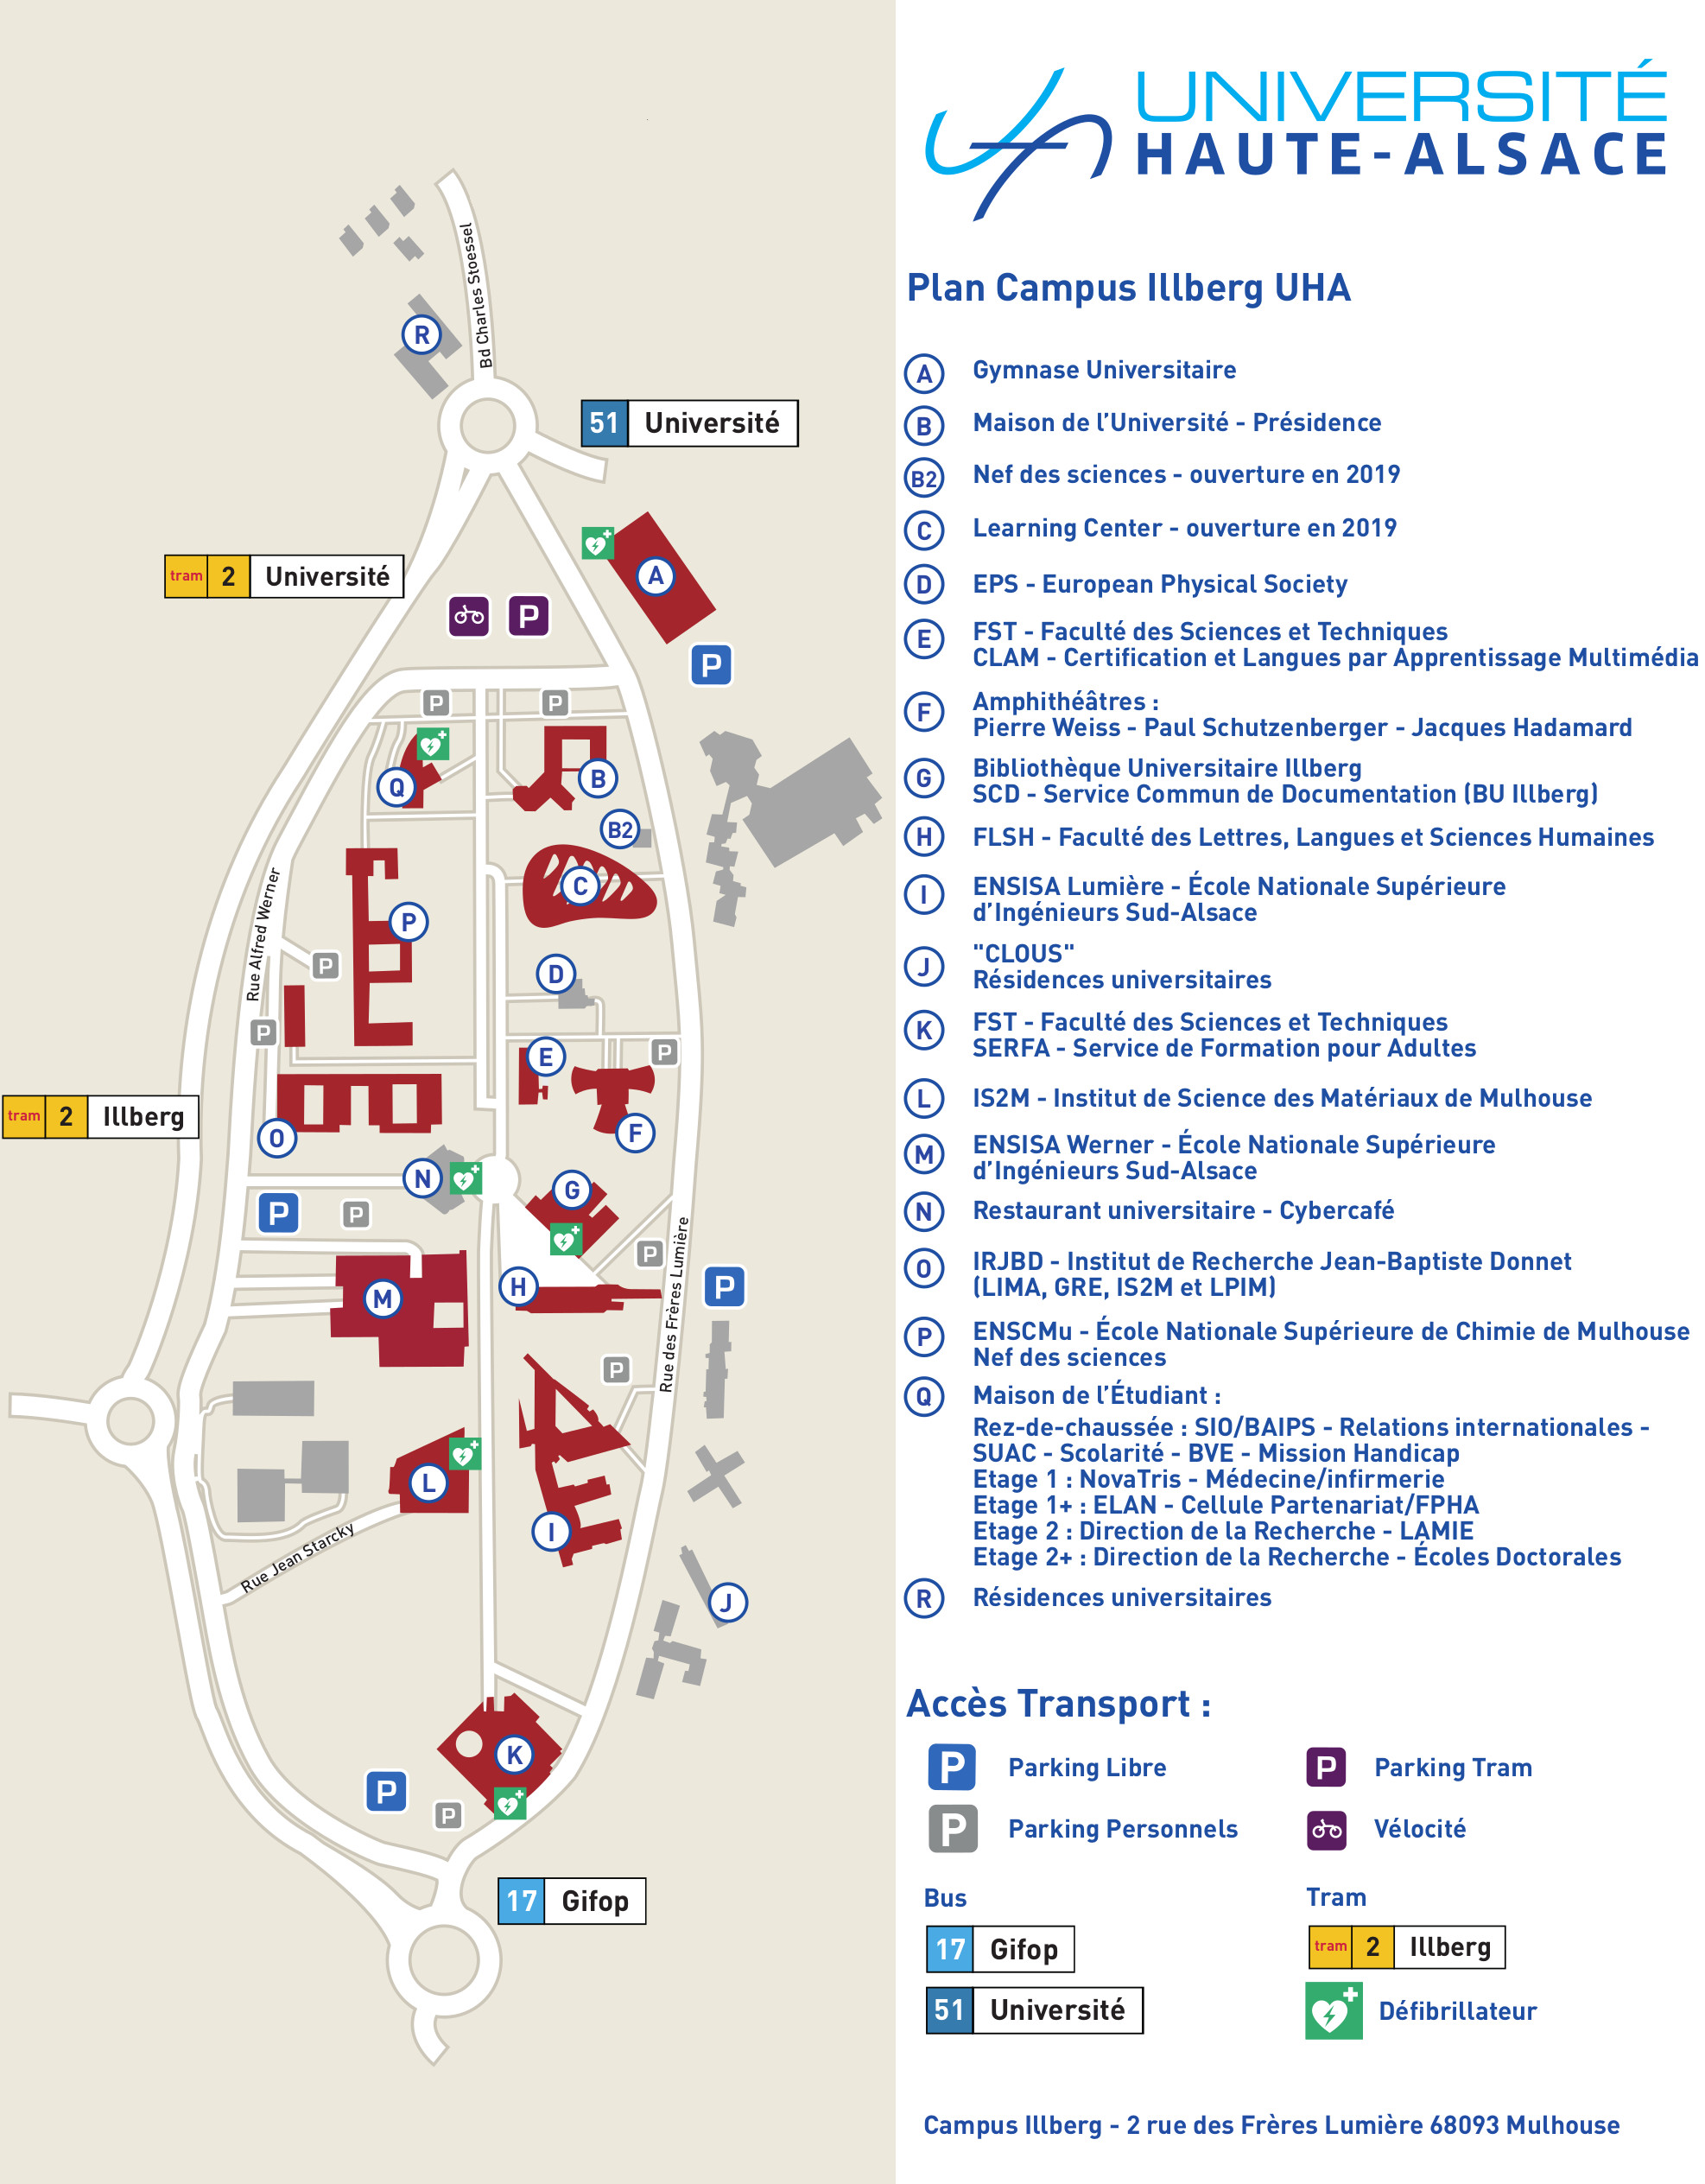 Bd Charles Stoessel
R
51 Université
A
tram 2 Université
P
P
P
P
Q
B
B2
C
Rue Alfred Werner
P
P
D
P
E
P
tram 2 Illberg
O
F
N
G
P
P
P
H
P
M
Rue des Frères Lumière
P
L
I
Rue Jean Starcky
J
K
P
P
17 Gifop
UNIVERSITÉ
HAUTE-ALSACE
Plan Campus Illberg UHA
A Gymnase Universitaire
B Maison de l’Université - Présidence
B2 Nef des sciences - ouverture en 2019
C Learning Center - ouverture en 2019
D EPS - European Physical Society
E FST - Faculté des Sciences et Techniques
CLAM - Certification et Langues par Apprentissage Multimédia
F Amphithéâtres :
Pierre Weiss - Paul Schutzenberger - Jacques Hadamard
G Bibliothèque Universitaire Illberg
SCD - Service Commun de Documentation (BU Illberg)
H FLSH - Faculté des Lettres, Langues et Sciences Humaines
I ENSISA Lumière - École Nationale Supérieure
d’Ingénieurs Sud-Alsace
J "CLOUS"
Résidences universitaires
K FST - Faculté des Sciences et Techniques
SERFA - Service de Formation pour Adultes
L IS2M - Institut de Science des Matériaux de Mulhouse
M ENSISA Werner - École Nationale Supérieure
d’Ingénieurs Sud-Alsace
N Restaurant universitaire - Cybercafé
O IRJBD - Institut de Recherche Jean-Baptiste Donnet
(LIMA, GRE, IS2M et LPIM)
P ENSCMu - École Nationale Supérieure de Chimie de Mulhouse
Nef des sciences
Q Maison de l’Étudiant :
Rez-de-chaussée : SIO/BAIPS - Relations internationales -
SUAC - Scolarité - BVE - Mission Handicap
Etage 1 : NovaTris - Médecine/infirmerie
Etage 1+ : ELAN - Cellule Partenariat/FPHA
Etage 2 : Direction de la Recherche - LAMIE
Etage 2+ : Direction de la Recherche - Écoles Doctorales
R Résidences universitaires
Accès Transport :
P Parking Libre
P Parking Tram
P Parking Personnels
Vélocité
Bus
Tram
17 Gifop
tram 2 Illberg
51 Université
Défibrillateur
Campus Illberg - 2 rue des Frères Lumière 68093 Mulhouse